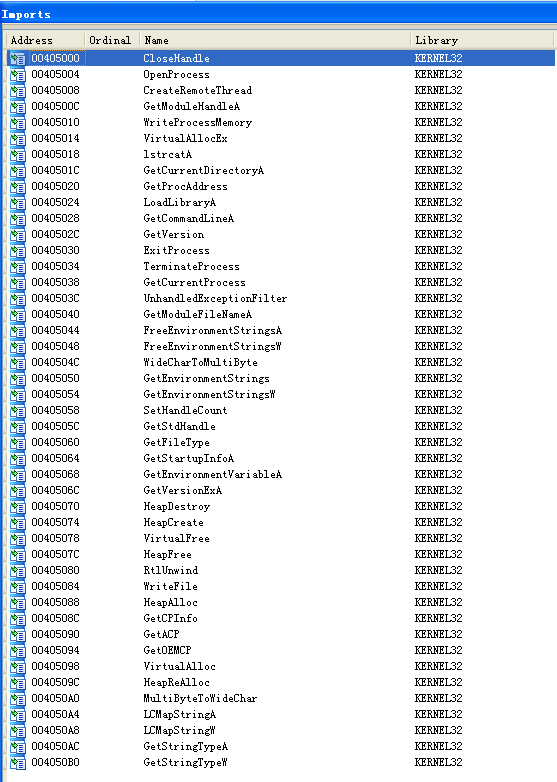 Imports
Address Ordinal Name Library
00405000 CloseHandle KERNEL32
00405004 OpenProcess KERNEL32
00405008 CreateRemoteThread KERNEL32
0040500C GetModuleHandleA KERNEL32
00405010 WriteProcessMemory KERNEL32
00405014 VirtualAllocEx KERNEL32
00405018 lstrcatA KERNEL32
0040501C GetCurrentDirectoryA KERNEL32
00405020 GetProcAddress KERNEL32
00405024 LoadLibraryA KERNEL32
00405028 GetCommandLineA KERNEL32
0040502C GetVersion KERNEL32
00405030 ExitProcess KERNEL32
00405034 TerminateProcess KERNEL32
00405038 GetCurrentProcess KERNEL32
0040503C UnhandledExceptionFilter KERNEL32
00405040 GetModuleFileNameA KERNEL32
00405044 FreeEnvironmentStringsA KERNEL32
00405048 FreeEnvironmentStringsW KERNEL32
0040504C WideCharToMultiByte KERNEL32
00405050 GetEnvironmentStrings KERNEL32
00405054 GetEnvironmentStringsW KERNEL32
00405058 SetHandleCount KERNEL32
0040505C GetStdHandle KERNEL32
00405060 GetFileType KERNEL32
00405064 GetStartupInfoA KERNEL32
00405068 GetEnvironmentVariableA KERNEL32
0040506C GetVersionExA KERNEL32
00405070 HeapDestroy KERNEL32
00405074 HeapCreate KERNEL32
00405078 VirtualFree KERNEL32
0040507C HeapFree KERNEL32
00405080 RtlUnwind KERNEL32
00405084 WriteFile KERNEL32
00405088 HeapAlloc KERNEL32
0040508C GetCPInfo KERNEL32
00405090 GetACP KERNEL32
00405094 GetOEMCP KERNEL32
00405098 VirtualAlloc KERNEL32
0040509C HeapReAlloc KERNEL32
004050A0 MultiByteToWideChar KERNEL32
004050A4 LCMapStringA KERNEL32
004050A8 LCMapStringW KERNEL32
004050AC GetStringTypeA KERNEL32
004050B0 GetStringTypeW KERNEL32